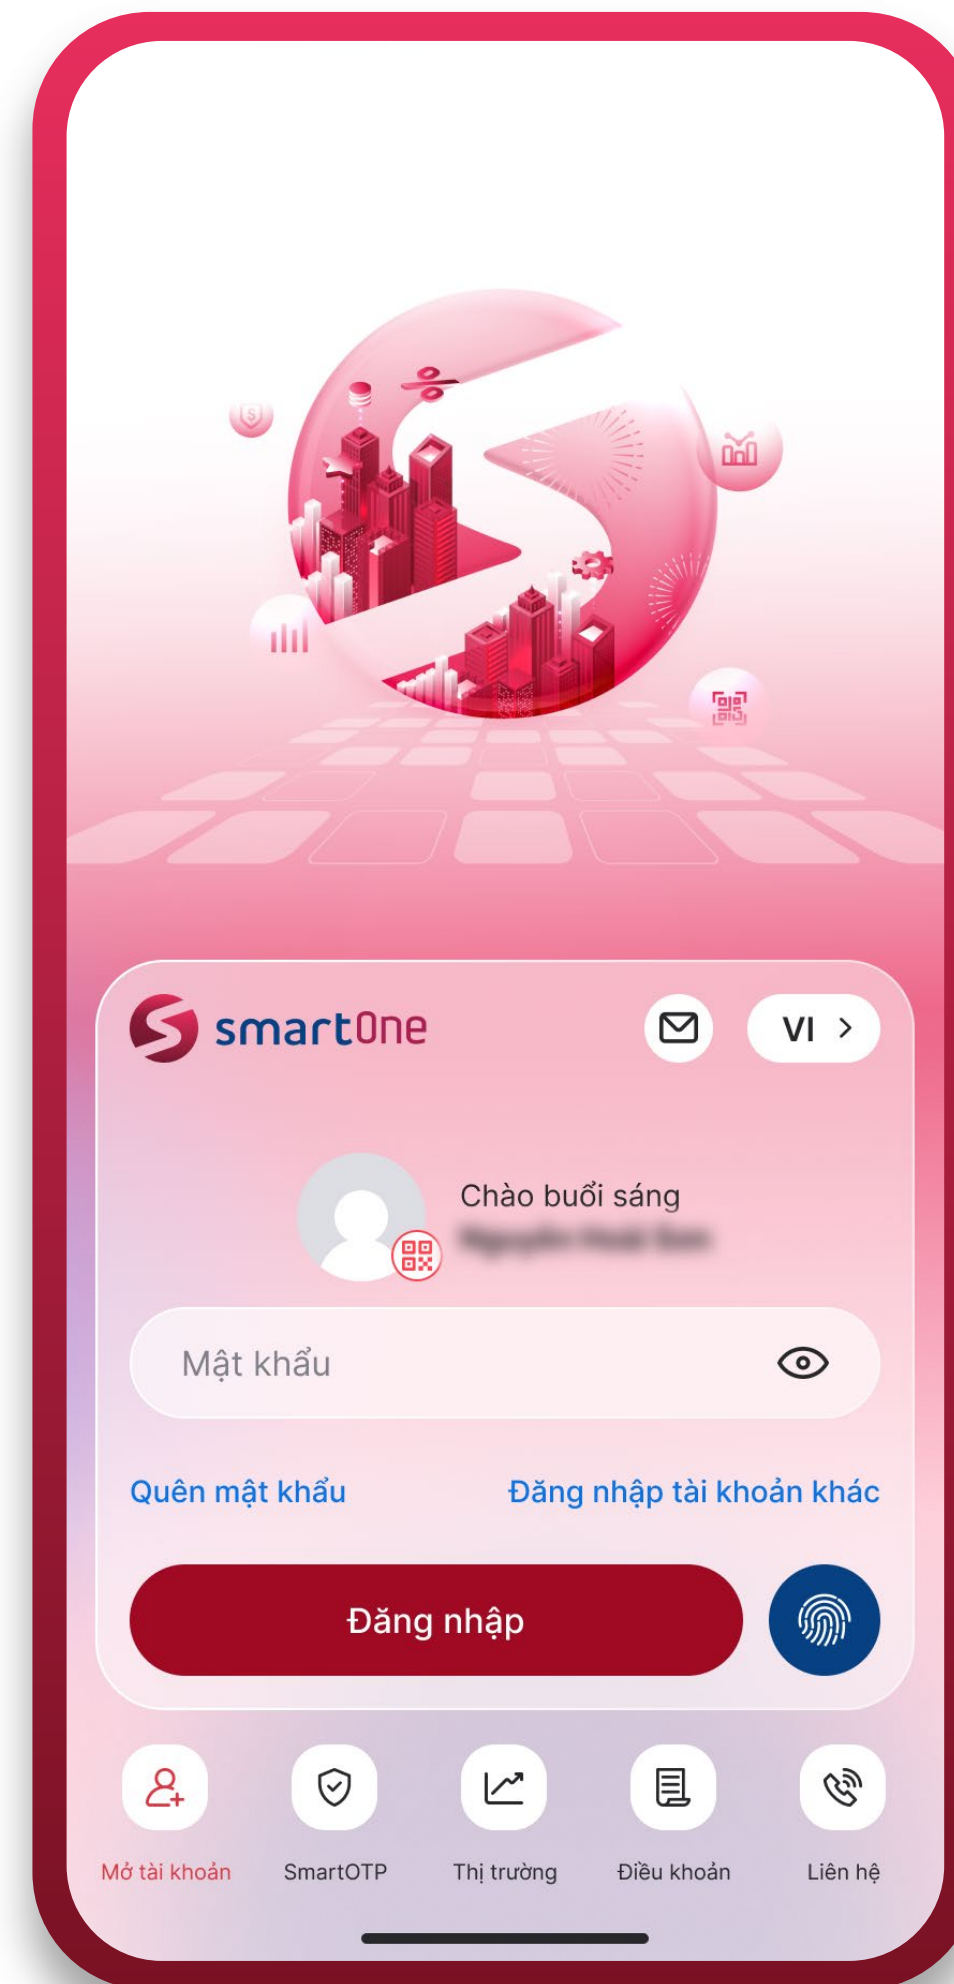 smartOne
VI
Chào buổi sáng
Mật khẩu
Quên mật khẩu
Đăng nhập tài khoản khác
Đăng nhập
Mở tài khoản
SmartOTP
Thị trường
Điều khoản
Liên hệ